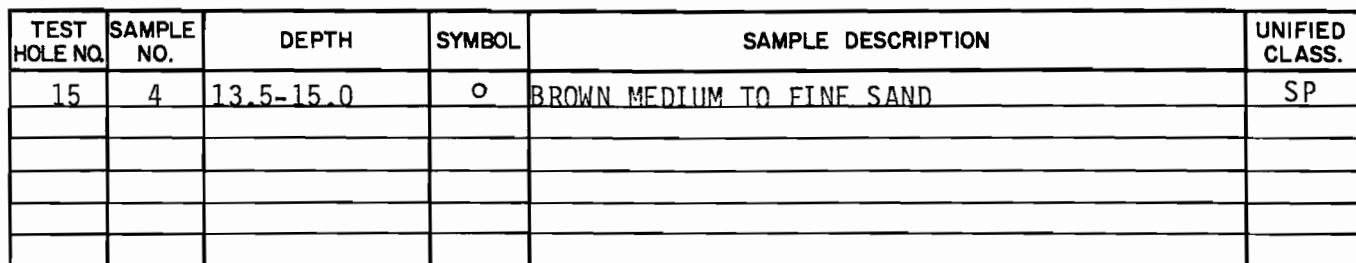 TEST HOLE NO. SAMPLE NO. DEPTH SYMBOL SAMPLE DESCRIPTION UNIFIED CLASS.
15 4 13.5-15.0 O BROWN MEDIUM TO FINE SAND SP